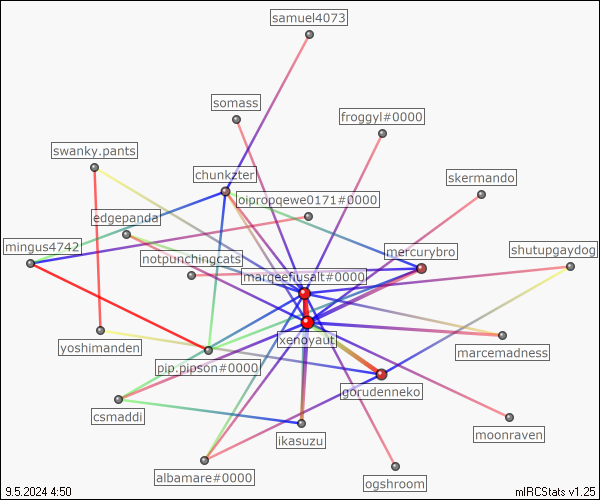 samuel4073
somass
froggyl#0000
swanky.pants
chunkzter
skermando
oipropgewe0171#0000
edgepanda
mingus4742
mercurybro
shutupgaydog
notpunchingcats
margeefiusalt#0000
xenoyaut
yoshimanden
marcemadness
pip.pipson#0000
gorudenneko
csmaddi
moonraven
ikasuzu
albamare#0000
ogshroom
9.5.2024 4:50
mIRCStats v1.25